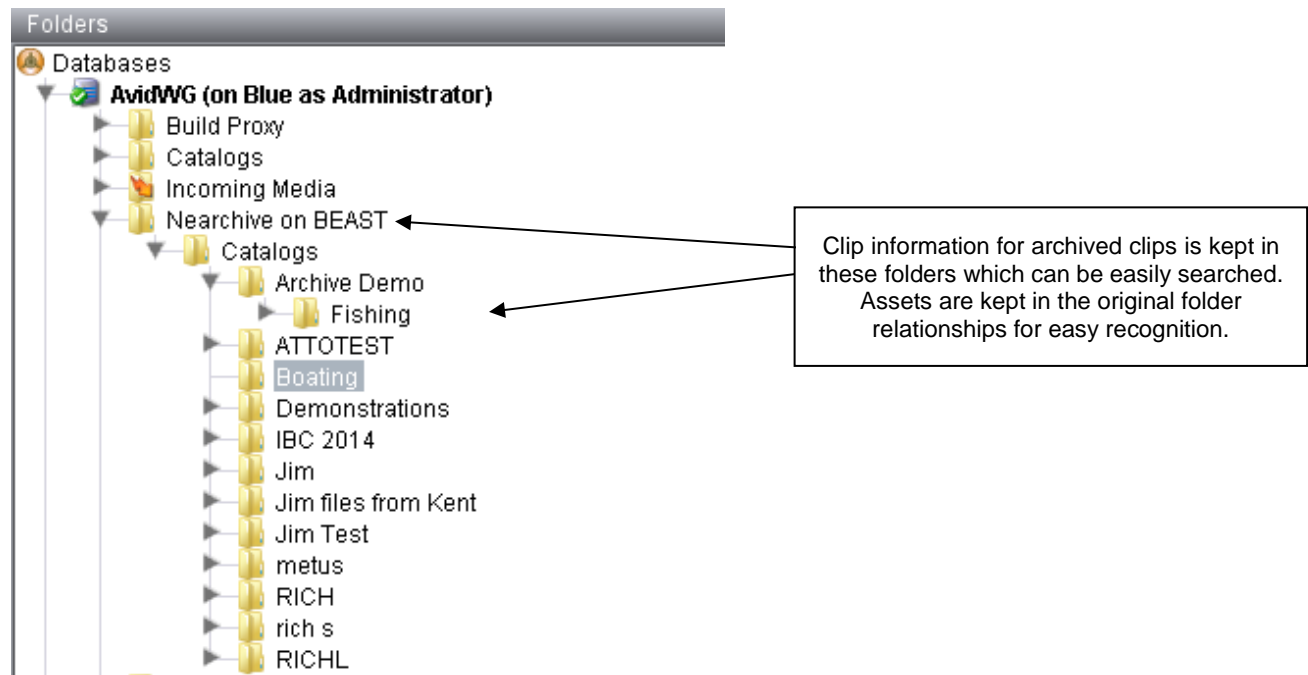 Folders
Databases
AvidWG (on Blue as Administrator)
Build Proxy
Catalogs
Incoming Media
Nearchive on BEAST
Catalogs
Archive Demo
Fishing
ATTOTEST
Boating
Demonstrations
IBC 2014
Jim
Jim files from Kent
Jim Test
metus
RICH
rich s
RICHL
Clip information for archived clips is kept in
these folders which can be easily searched.
Assets are kept in the original folder
relationships for easy recognition.